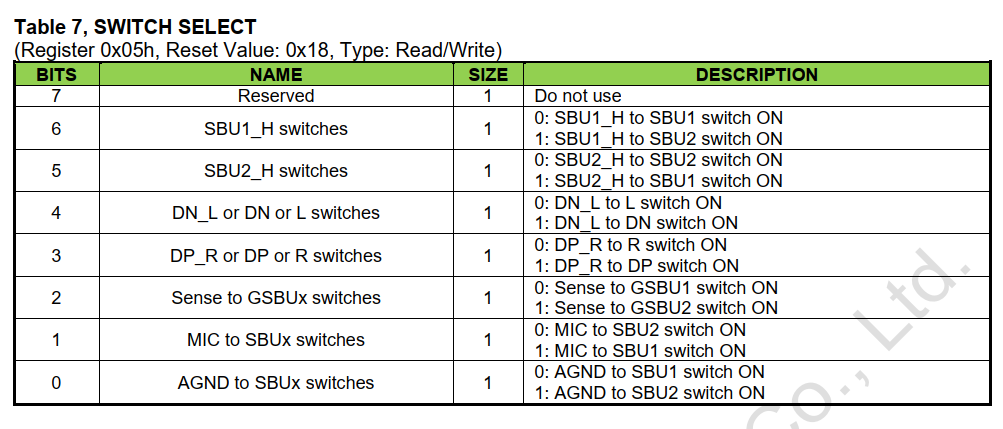 Table 7, SWITCH SELECT
(Register 0x05h, Reset Value: 0x18, Type: Read/Write)
BITS NAME SIZE DESCRIPTION
7 Reserved 1 Do not use
6 SBU1_H switches 1 0: SBU1_H to SBU1 switch ON
1: SBU1_H to SBU2 switch ON
5 SBU2_H switches 1 0: SBU2_H to SBU2 switch ON
1: SBU2_H to SBU1 switch ON
4 DN_L or DN or L switches 1 0: DN_L to L switch ON
1: DN_L to DN switch ON
3 DP_R or DP or R switches 1 0: DP_R to R switch ON
1: DP_R to DP switch ON
2 Sense to GSBUx switches 1 0: Sense to GSBU1 switch ON
1: Sense to GSBU2 switch ON
1 MIC to SBUx switches 1 0: MIC to SBU2 switch ON
1: MIC to SBU1 switch ON
0 AGND to SBUx switches 1 0: AGND to SBU1 switch ON
1: AGND to SBU2 switch ON
Co., Ltd.